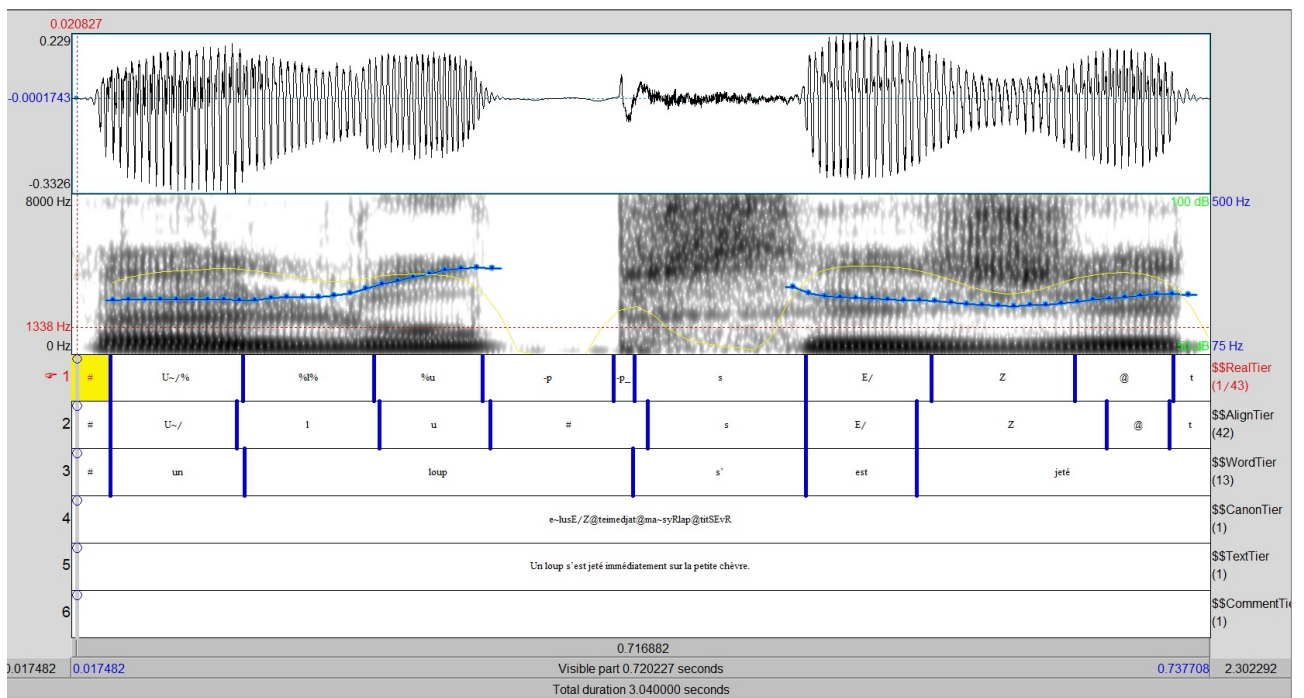 0.020827
0.229
-0.0001743
-0.3326
8000 Hz 100 dB 500 Hz
1338 Hz
0 Hz 75 Hz
1 # U~/% %l% %u -p -p_ s E/ Z @ t $$RealTier
(1/43)
2 # U~/ l u # s E/ Z @ t $$AlignTier
(42)
3 # un loup s' est jeté $$WordTier
(13)
4 e~lusE/Z@teimedjat@ma~syRlap@titSEvR $$CanonTier
(1)
5 Un loup s'est jeté immédiatement sur la petite chèvre. $$TextTier
(1)
6 $$CommentTie
(1)
0.716882
0.017482 0.017482 Visible part 0.720227 seconds 0.737708 2.302292
Total duration 3.040000 seconds